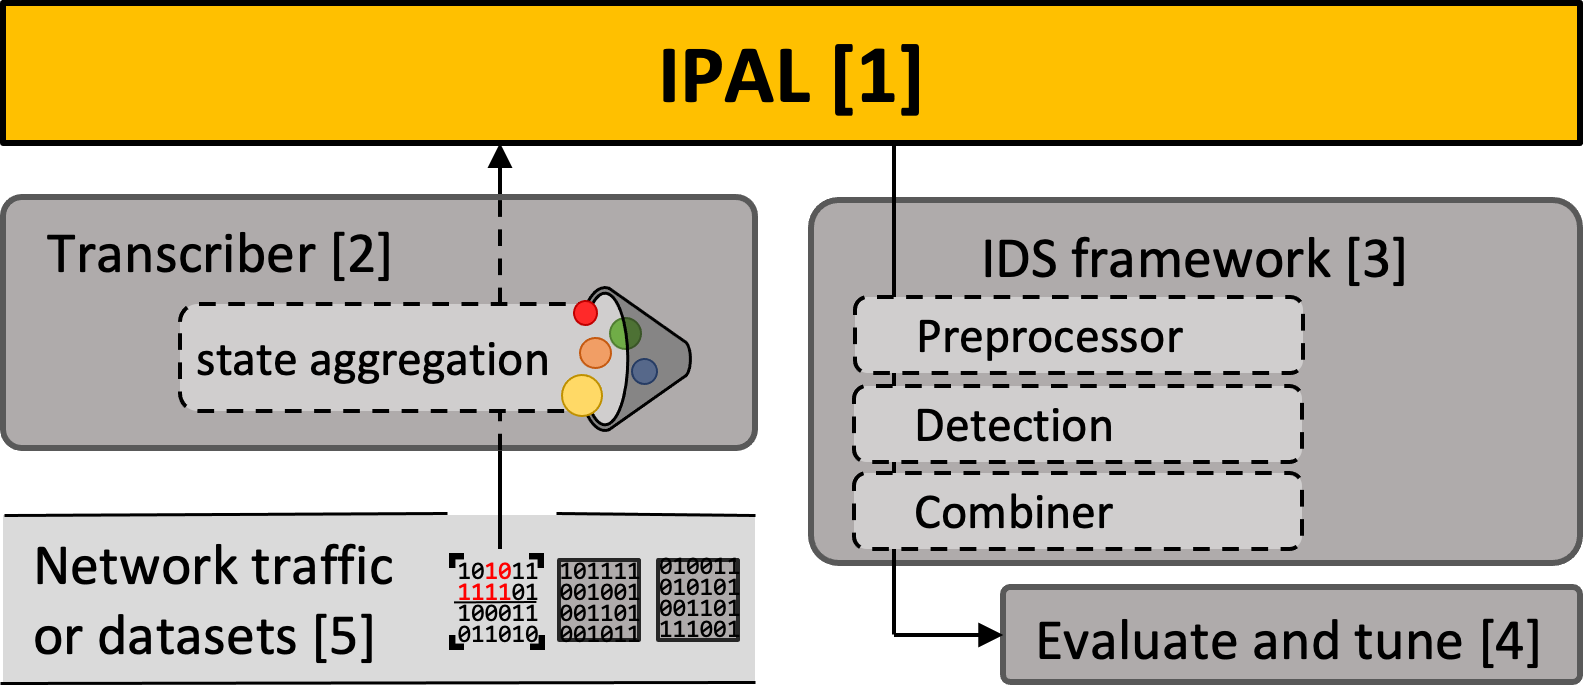 IPAL [1]
Transcriber [2]
state aggregation
Network traffic
or datasets [5]
101011
111101
100011
011010
101111
001001
001101
001011
010011
010101
001101
111001
IDS framework [3]
Preprocessor
Detection
Combiner
Evaluate and tune [4]